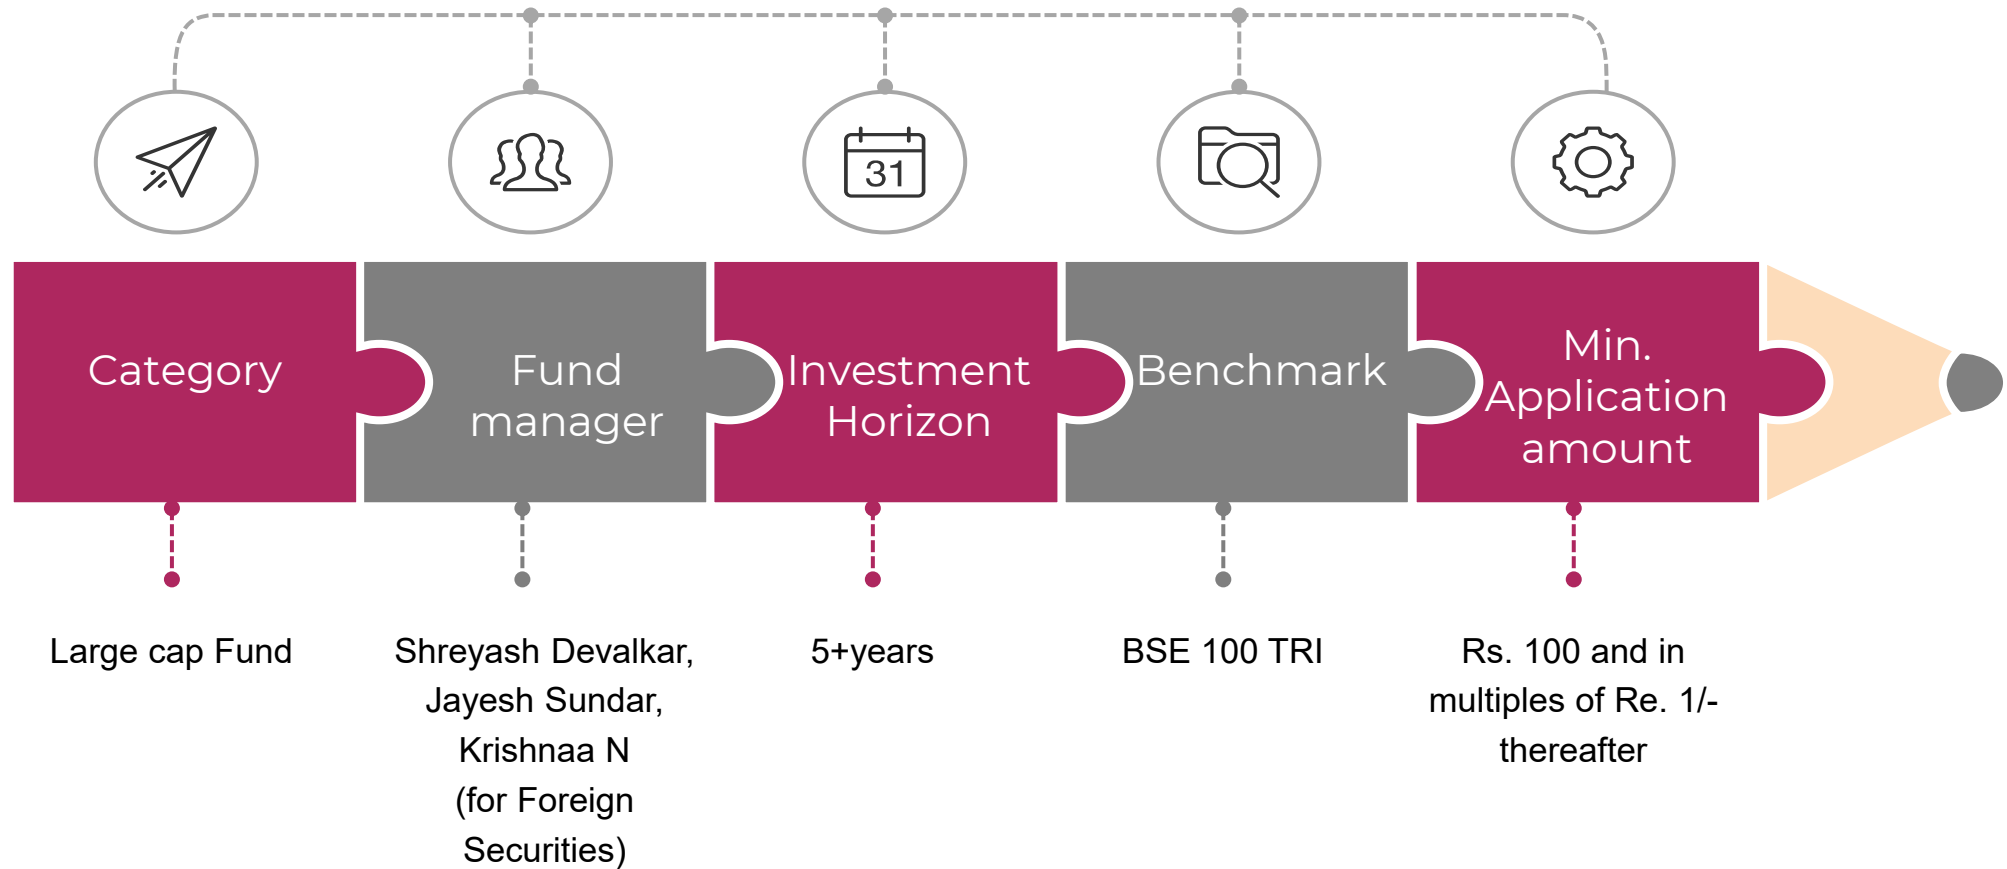 31
Category
Fund
manager
Investment
Horizon
Benchmark
Min.
Application
amount
Large cap Fund
Shreyash Devalkar,
Jayesh Sundar,
Krishnaa N
(for Foreign
Securities)
5+years
BSE 100 TRI
Rs. 100 and in
multiples of Re. 1/-
thereafter